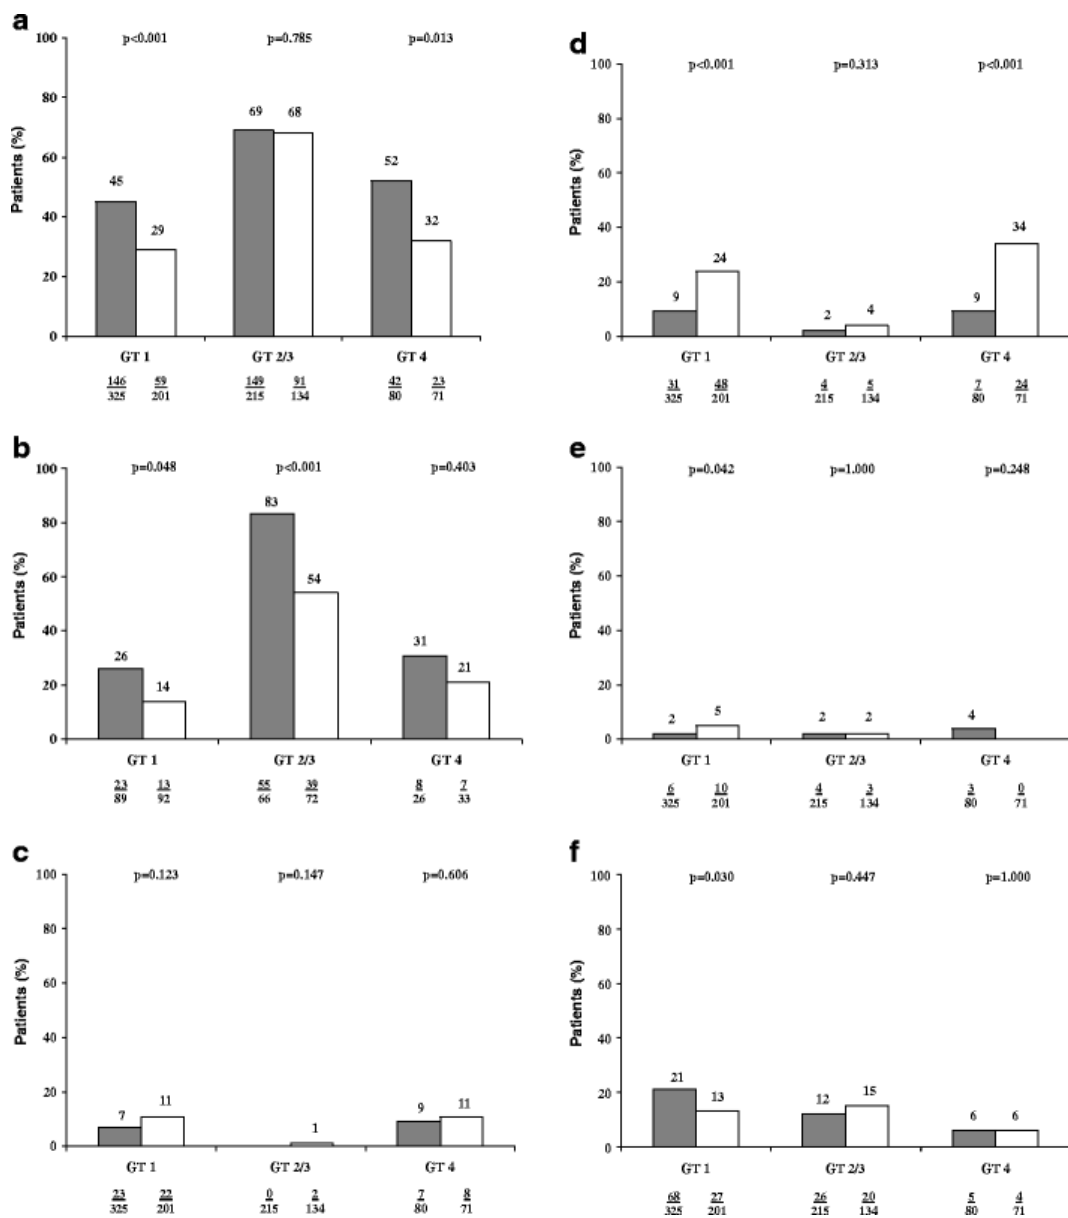 a
100
80
60
40
20
0
Patients (%)
p<0.001 p=0.785 p=0.013
45 29 69 68 52 32
GT 1 GT 2/3 GT 4
146 59 149 91 42 23
325 201 215 134 80 71
b
100
80
60
40
20
0
Patients (%)
p=0.048 p<0.001 p=0.403
26 14 83 54 31 21
GT 1 GT 2/3 GT 4
23 13 55 39 8 7
89 92 66 72 26 33
c
100
80
60
40
20
0
Patients (%)
p=0.123 p=0.147 p=0.606
7 11 1 9 11
GT 1 GT 2/3 GT 4
23 22 0 2 7 8
325 201 215 134 80 71
d
100
80
60
40
20
0
Patients (%)
p<0.001 p=0.313 p<0.001
9 24 2 4 9 34
GT 1 GT 2/3 GT 4
31 48 4 5 7 24
325 201 215 134 80 71
e
100
80
60
40
20
0
Patients (%)
p=0.042 p=1.000 p=0.248
2 5 2 2 4
GT 1 GT 2/3 GT 4
6 10 4 3 3 0
325 201 215 134 80 71
f
100
80
60
40
20
0
Patients (%)
p=0.030 p=0.447 p=1.000
21 13 12 15 6 6
GT 1 GT 2/3 GT 4
68 27 26 20 5 4
325 201 215 134 80 71